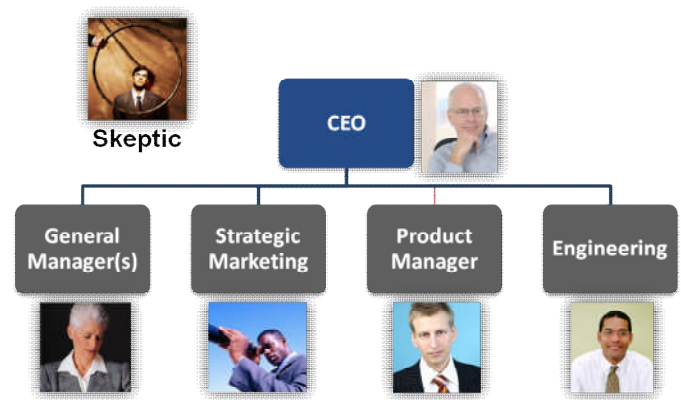 Skeptic
CEO
General
Manager(s)
Strategic
Marketing
Product
Manager
Engineering